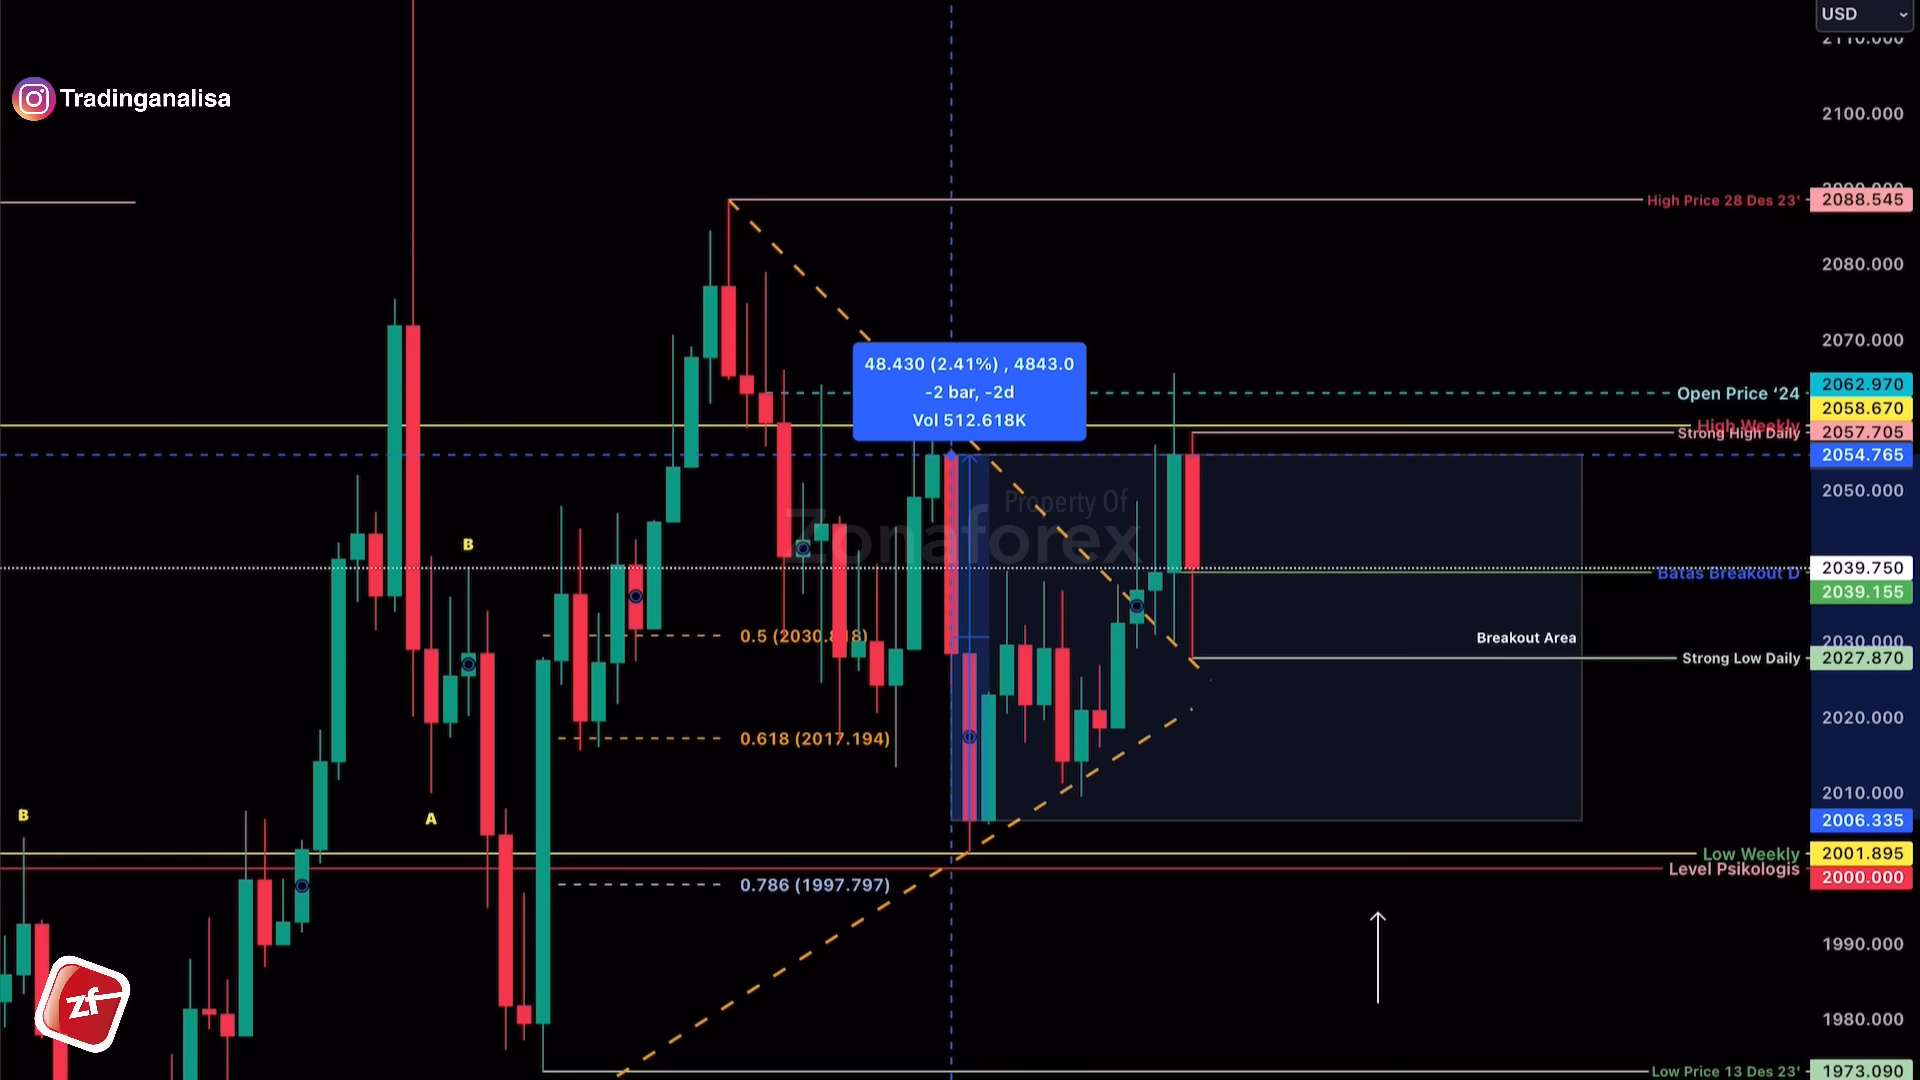 USD
2110.000
Tradinganalisa
2100.000
High Price 28 Des 23'
2088.545
2080.000
2070.000
48.430 (2.41%) , 4843.0
-2 bar, -2d
Vol 512.618K
Open Price ‘24
2062.970
2058.670
High Weekly
Strong High Daily
2057.705
2054.765
2050.000
Property Of
Zonaforex
B
2039.750
Batas Breakout D
2039.155
0.5 (2030.818)
Breakout Area
2030.000
Strong Low Daily
2027.870
2020.000
0.618 (2017.194)
2010.000
B
A
2006.335
Low Weekly
2001.895
Level Psikologis
2000.000
0.786 (1997.797)
1990.000
zf
1980.000
Low Price 13 Des 23'
1973.090